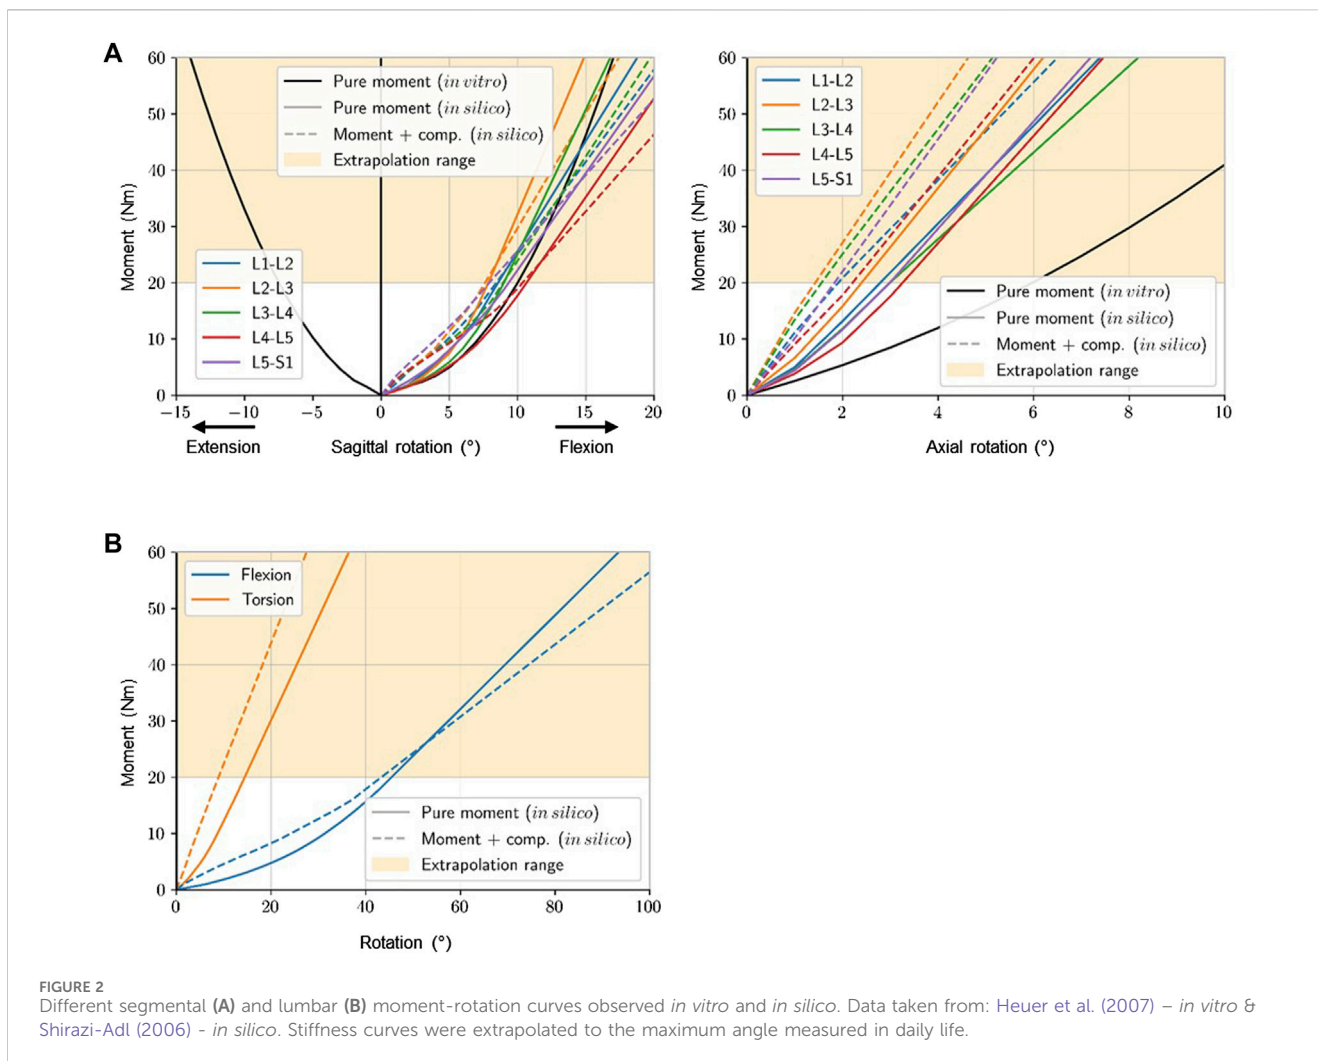 A
60
50
40
30
20
10
0
Moment (Nm)
Pure moment (in vitro)
Pure moment (in silico)
Moment + comp. (in silico)
Extrapolation range
L1-L2
L2-L3
L3-L4
L4-L5
L5-S1
−15 −10 −5 0 5 10 15 20
Extension Sagittal rotation (°) Flexion
60
50
40
30
20
10
0
Moment (Nm)
L1-L2
L2-L3
L3-L4
L4-L5
L5-S1
Pure moment (in vitro)
Pure moment (in silico)
Moment + comp. (in silico)
Extrapolation range
0 2 4 6 8 10
Axial rotation (°)
B
60
50
40
30
20
10
0
Moment (Nm)
Flexion
Torsion
Pure moment (in silico)
Moment + comp. (in silico)
Extrapolation range
0 20 40 60 80 100
Rotation (°)
FIGURE 2
Different segmental (A) and lumbar (B) moment-rotation curves observed in vitro and in silico. Data taken from: Heuer et al. (2007) – in vitro &
Shirazi-Adl (2006) - in silico. Stiffness curves were extrapolated to the maximum angle measured in daily life.